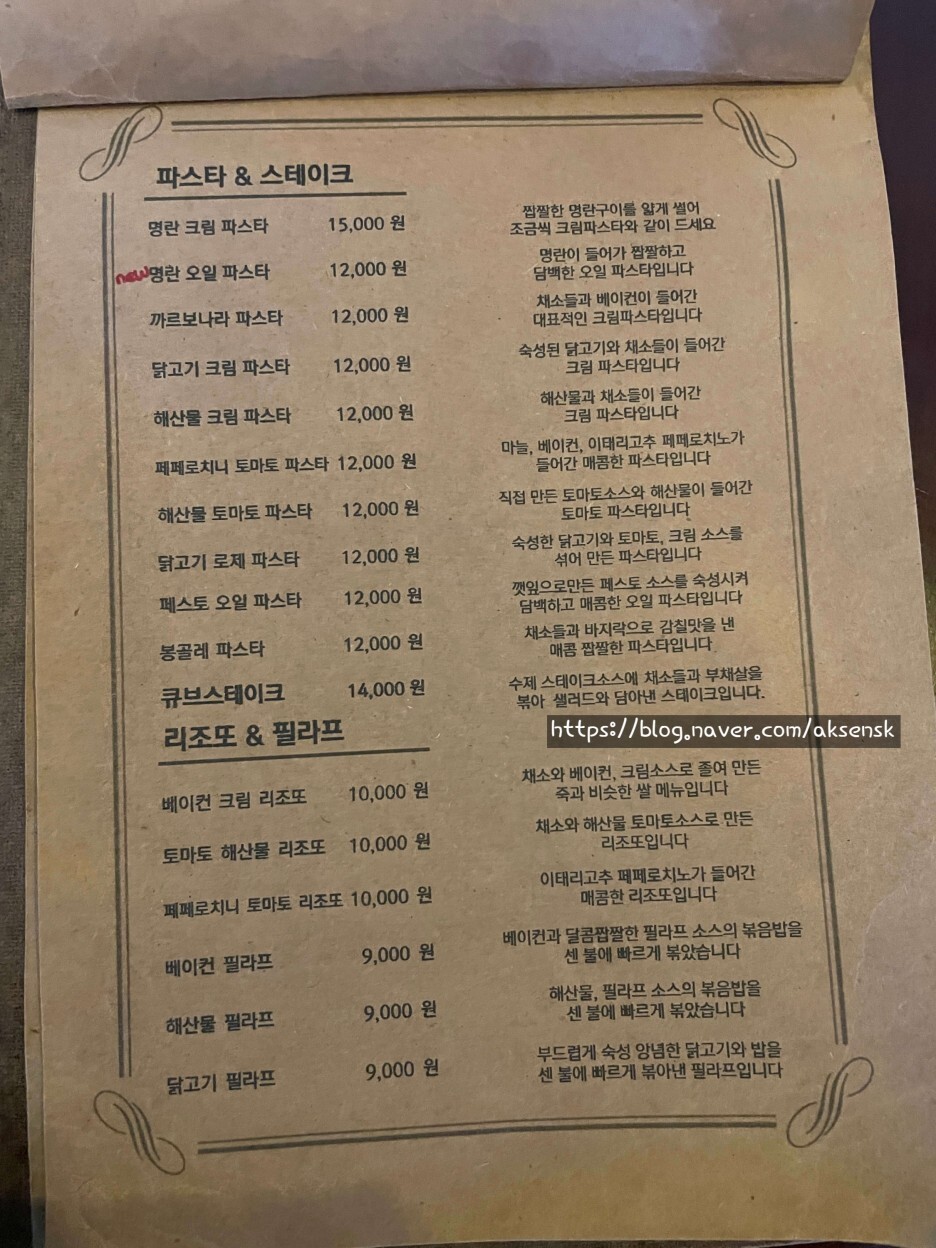 파스타 & 스테이크
명란 크림 파스타 15,000 원
짭짤한 명란구이를 얇게 썰어
조금씩 크림파스타와 같이 드세요
new 명란 오일 파스타 12,000 원
명란이 들어가 짭짤하고
담백한 오일 파스타입니다
까르보나라 파스타 12,000 원
채소들과 베이컨이 들어간
대표적인 크림파스타입니다
닭고기 크림 파스타 12,000 원
숙성된 닭고기와 채소들이 들어간
크림 파스타입니다
해산물 크림 파스타 12,000 원
해산물과 채소들이 들어간
크림 파스타입니다
페페로치니 토마토 파스타 12,000 원
마늘, 베이컨, 이태리고추 페페로치노가
들어간 매콤한 파스타입니다
해산물 토마토 파스타 12,000 원
직접 만든 토마토소스와 해산물이 들어간
토마토 파스타입니다
닭고기 로제 파스타 12,000 원
숙성한 닭고기와 토마토, 크림 소스를
섞어 만든 파스타입니다
페스토 오일 파스타 12,000 원
깻잎으로만든 페스토 소스를 숙성시켜
담백하고 매콤한 오일 파스타입니다
봉골레 파스타 12,000 원
채소들과 바지락으로 감칠맛을 낸
매콤 짭짤한 파스타입니다
큐브스테이크 14,000 원
수제 스테이크소스에 채소들과 부채살을
볶아 샐러드와 담아낸 스테이크입니다.
리조또 & 필라프
https://blog.naver.com/aksensk
베이컨 크림 리조또 10,000 원
채소와 베이컨, 크림소스로 졸여 만든
죽과 비슷한 쌀 메뉴입니다
토마토 해산물 리조또 10,000 원
채소와 해산물 토마토소스로 만든
리조또입니다
페페로치니 토마토 리조또 10,000 원
이태리고추 페페로치노가 들어간
매콤한 리조또입니다
베이컨 필라프 9,000 원
베이컨과 달콤짭짤한 필라프 소스의 볶음밥을
센 불에 빠르게 볶았습니다
해산물 필라프 9,000 원
해산물, 필라프 소스의 볶음밥을
센 불에 빠르게 볶았습니다
닭고기 필라프 9,000 원
부드럽게 숙성 양념한 닭고기와 밥을
센 불에 빠르게 볶아낸 필라프입니다